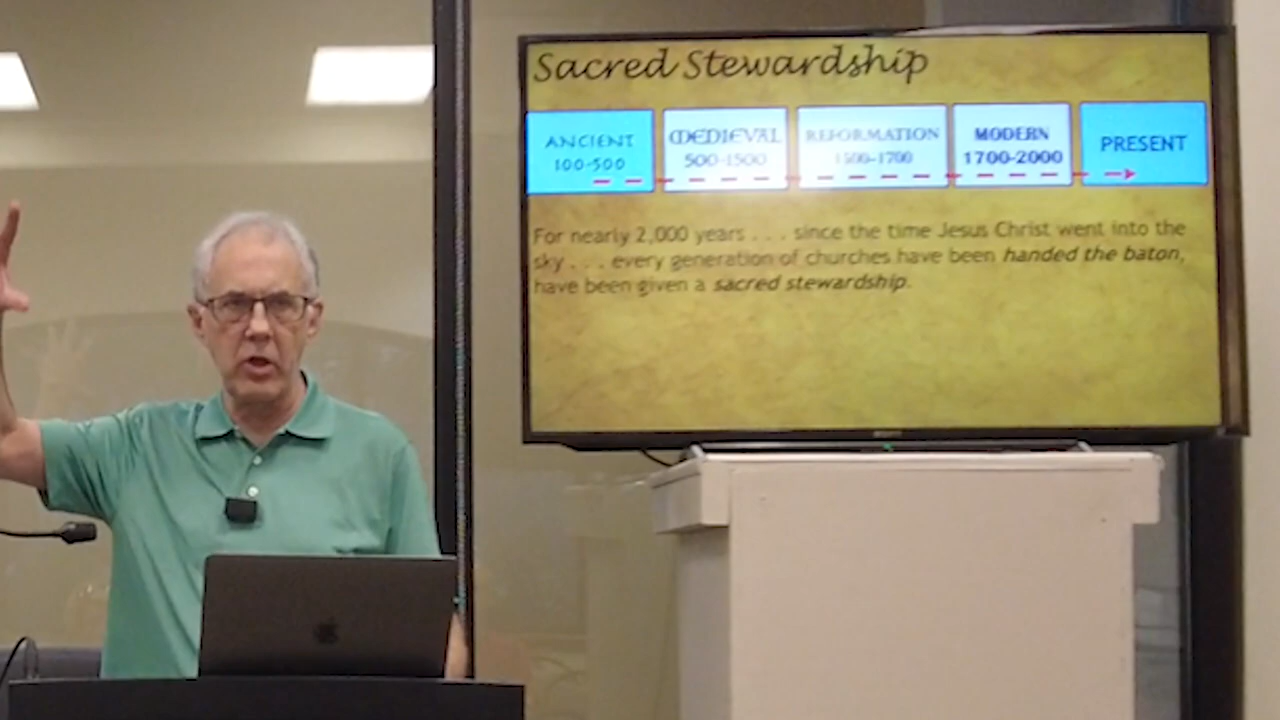 Sacred Stewardship
ANCIENT
100-500
MEDIEVAL
500-1500
REFORMATION
1500-1700
MODERN
1700-2000
PRESENT
For nearly 2,000 years . . . since the time Jesus Christ went into the
sky . . . every generation of churches have been handed the baton,
have been given a sacred stewardship.